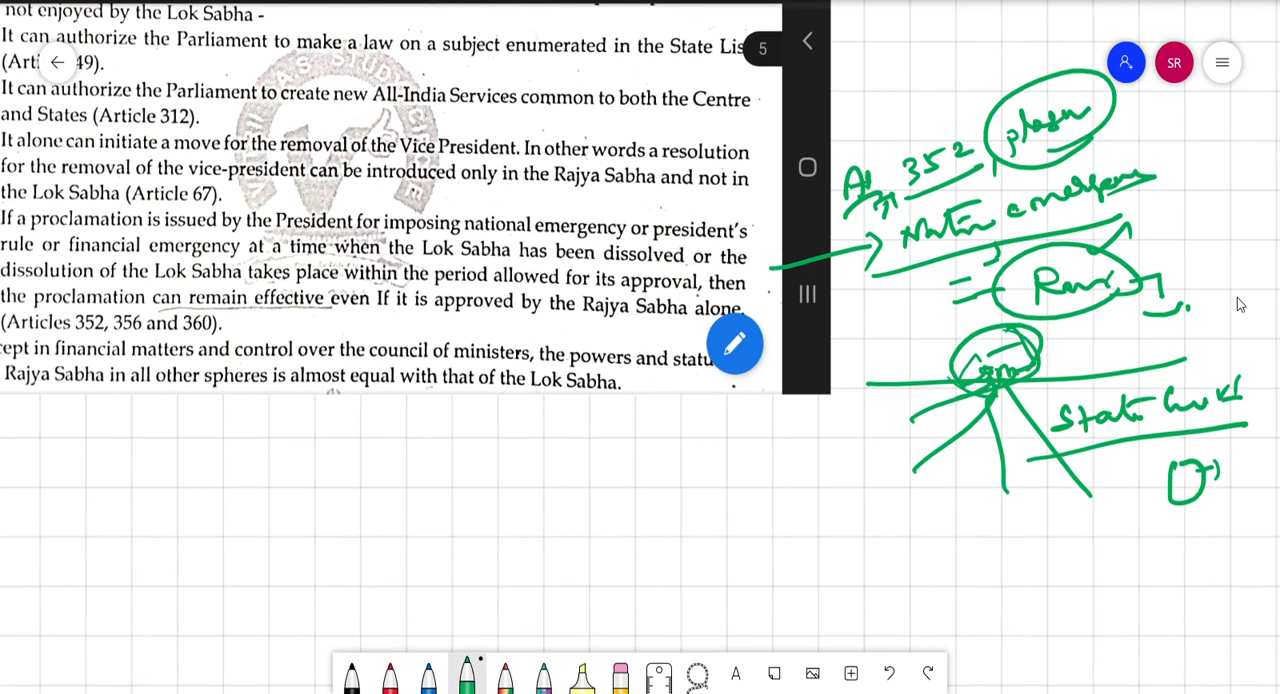 not enjoyed by the Lok Sabha -
It can authorize the Parliament to make a law on a subject enumerated in the State Lis
(Arti 49).
It can authorize the Parliament to create new All-India Services common to both the Centre
and States (Article 312).
It alone can initiate a move for the removal of the Vice President. In other words a resolution
for the removal of the vice-president can be introduced only in the Rajya Sabha and not in
the Lok Sabha (Article 67).
If a proclamation is issued by the President for imposing national emergency or president's
rule or financial emergency at a time when the Lok Sabha has been dissolved or the
dissolution of the Lok Sabha takes place within the period allowed for its approval, then
the proclamation can remain effective even If it is approved by the Rajya Sabha alone.
(Articles 352, 356 and 360).
cept in financial matters and control over the council of ministers, the powers and statu
Rajya Sabha in all other spheres is almost equal with that of the Lok Sabha.
5
SR
352
emergency
State
A